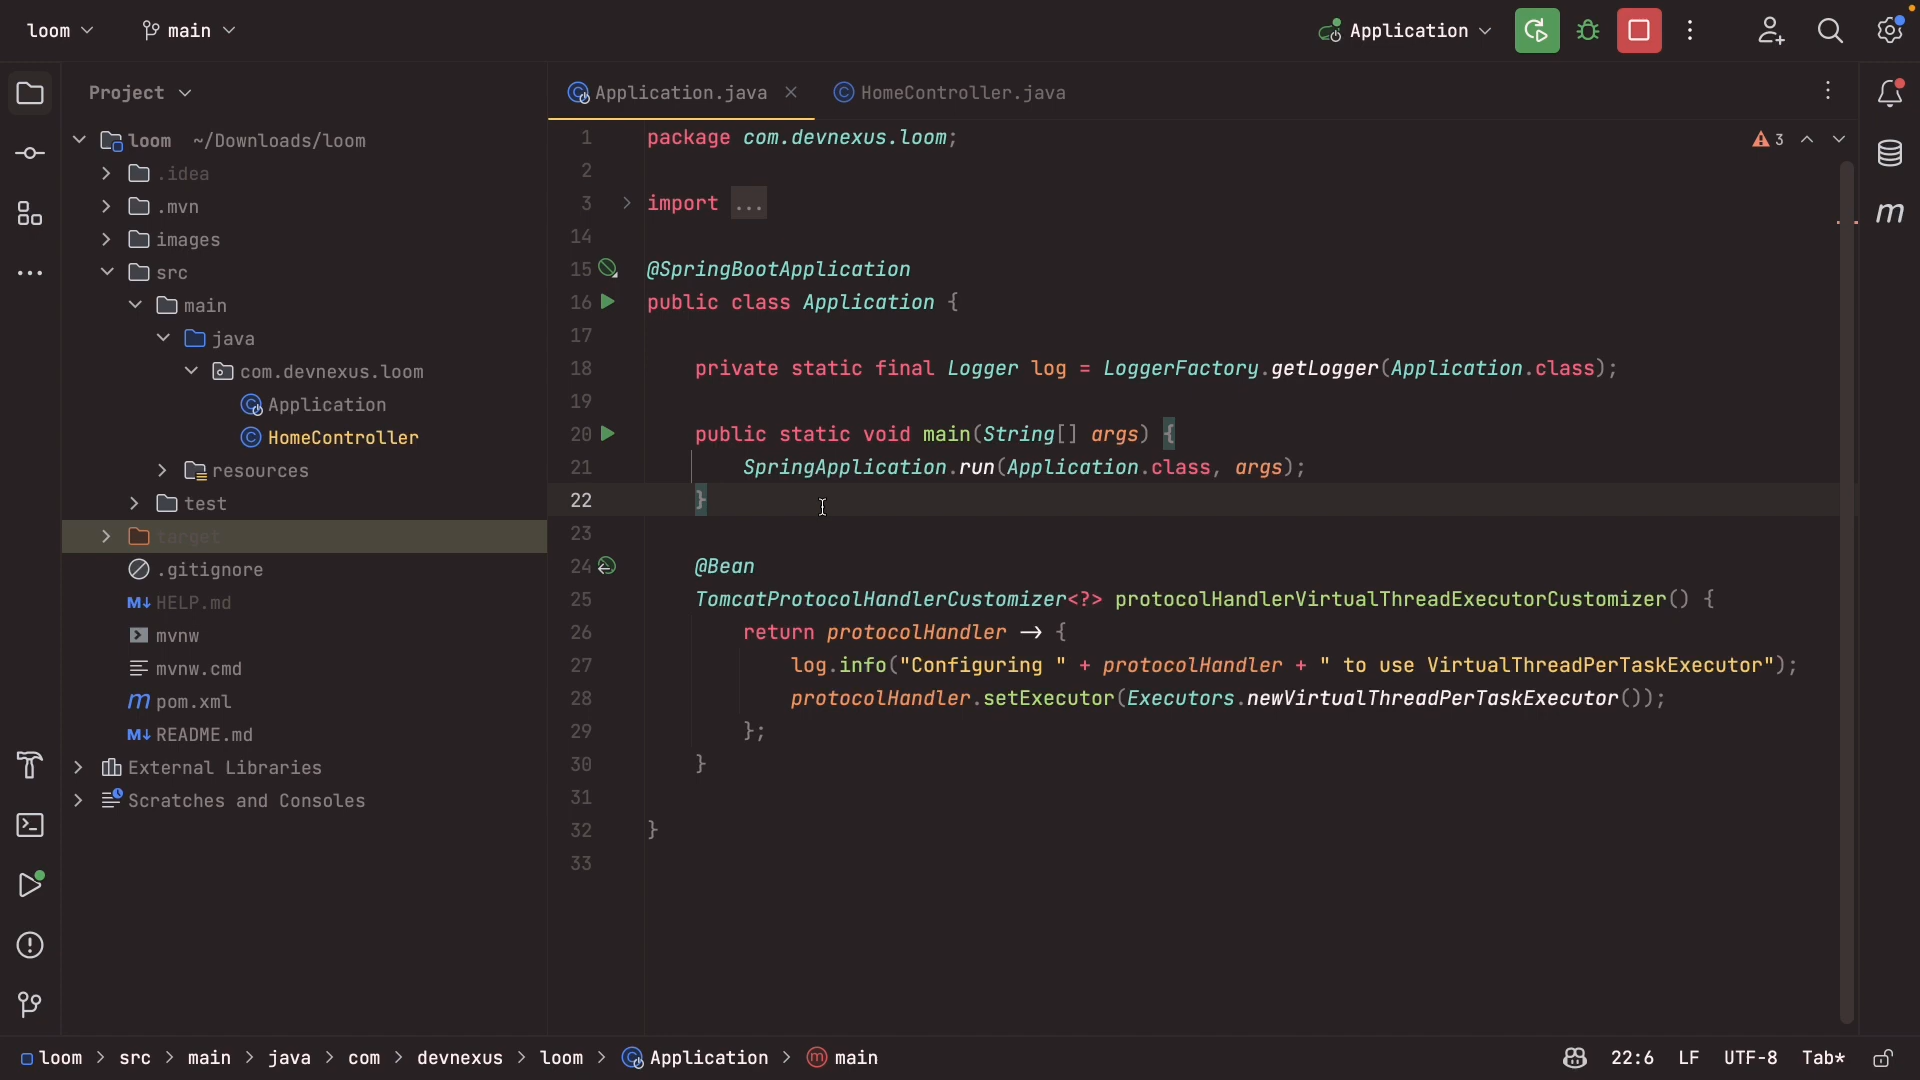 loom
main
Application
Project
Application.java
HomeController.java
loom ~/Downloads/loom
.idea
.mvn
images
src
main
java
com.devnexus.loom
Application
HomeController
resources
test
target
.gitignore
M↓ HELP.md
mvnw
mvnw.cmd
m pom.xml
M↓ README.md
External Libraries
Scratches and Consoles
3
m
1 package com.devnexus.loom;
2
3 import ...
14
15 @SpringBootApplication
16 public class Application {
17
18 private static final Logger log = LoggerFactory.getLogger(Application.class);
19
20 public static void main(String[] args) {
21 SpringApplication.run(Application.class, args);
22 }
23
24 @Bean
25 TomcatProtocolHandlerCustomizer<?> protocolHandlerVirtualThreadExecutorCustomizer() {
26 return protocolHandler → {
27 log.info("Configuring " + protocolHandler + " to use VirtualThreadPerTaskExecutor");
28 protocolHandler.setExecutor(Executors.newVirtualThreadPerTaskExecutor());
29 };
30 }
31
32 }
33
loom > src > main > java > com > devnexus > loom > Application > m main
22:6 LF UTF-8 Tab*